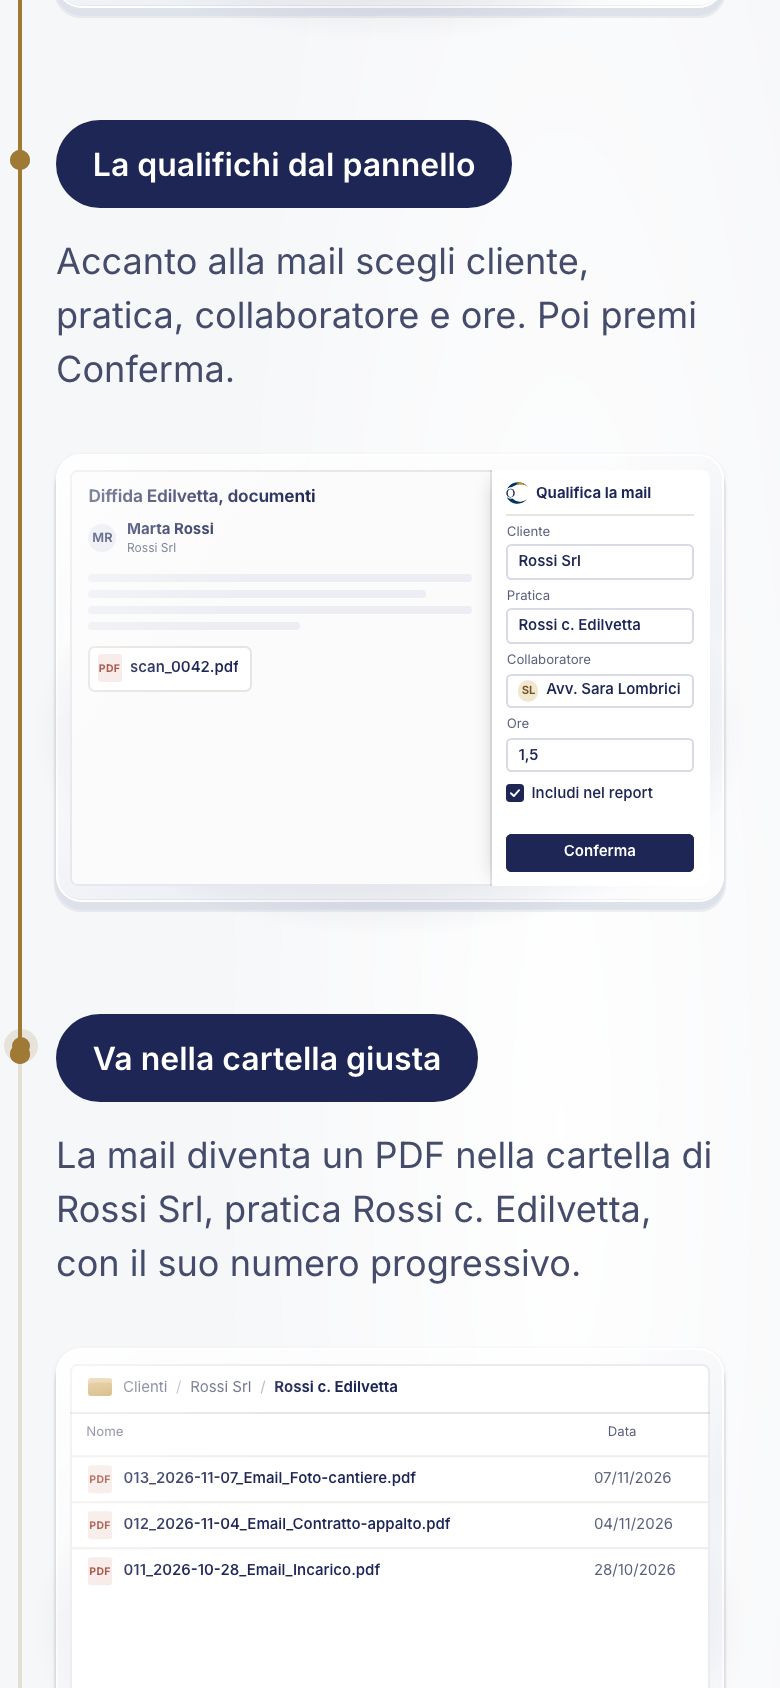 La qualifichi dal pannello
Accanto alla mail scegli cliente,
pratica, collaboratore e ore. Poi premi
Conferma.
Diffida Edilvetta, documenti
MR
Marta Rossi
Rossi Srl
PDF
scan_0042.pdf
Qualifica la mail
Cliente
Rossi Srl
Pratica
Rossi c. Edilvetta
Collaboratore
SL Avv. Sara Lombrici
Ore
1,5
Includi nel report
Conferma
Va nella cartella giusta
La mail diventa un PDF nella cartella di
Rossi Srl, pratica Rossi c. Edilvetta,
con il suo numero progressivo.
Clienti / Rossi Srl / Rossi c. Edilvetta
Nome Data
PDF 013_2026-11-07_Email_Foto-cantiere.pdf 07/11/2026
PDF 012_2026-11-04_Email_Contratto-appalto.pdf 04/11/2026
PDF 011_2026-10-28_Email_Incarico.pdf 28/10/2026